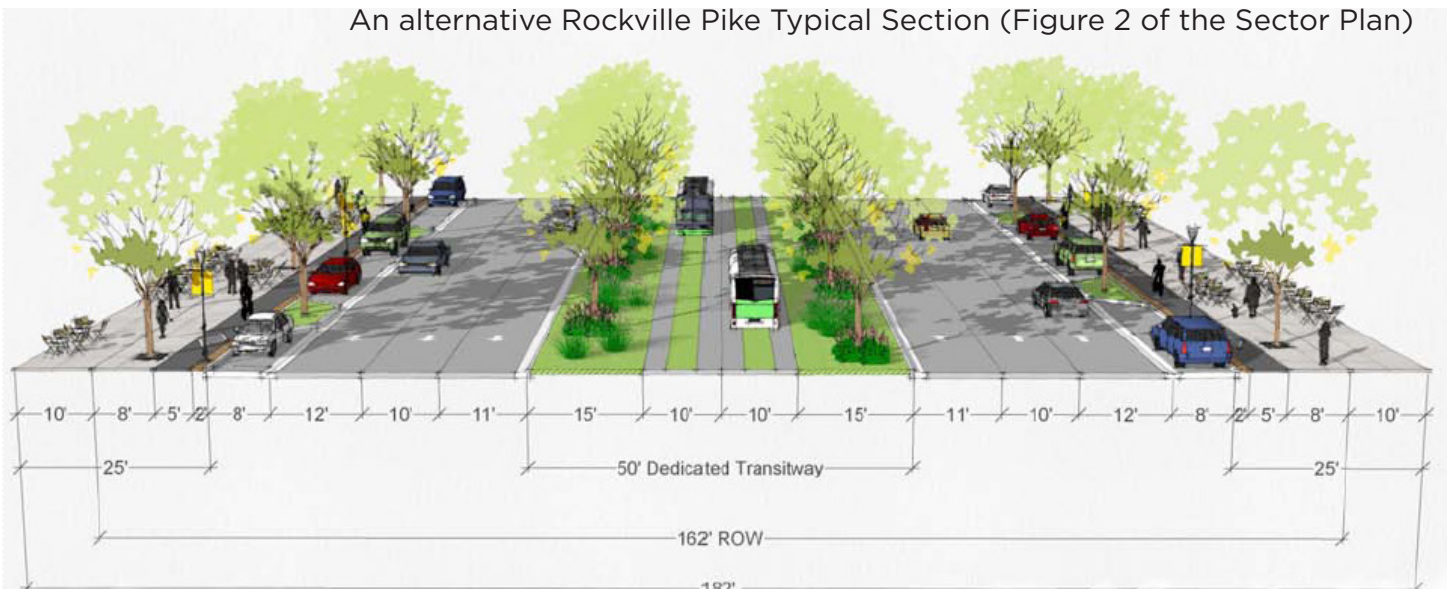 An alternative Rockville Pike Typical Section (Figure 2 of the Sector Plan)
10' 8' 5' 2' 8' 12' 10' 11' 15' 10' 10' 15' 11' 10' 12' 8' 2' 5' 8' 10'
25' 50' Dedicated Transitway 25'
162' ROW
182'